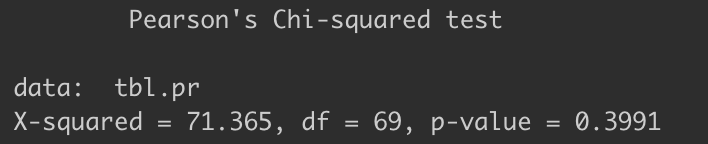 Pearson's Chi-squared test
data:  tbl.pr
X-squared = 71.365, df = 69, p-value = 0.3991